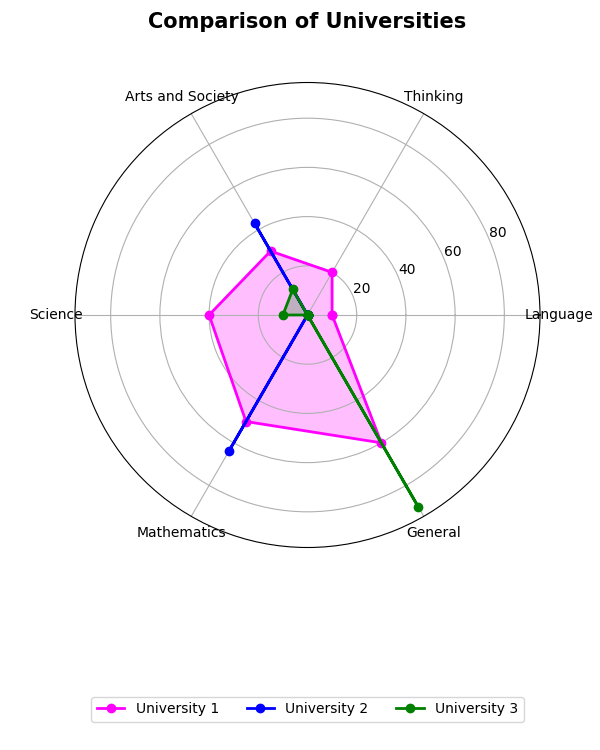 Comparison of Universities
Arts and Society
Thinking
80
60
40
20
Science
Language
Mathematics
General
University 1
University 2
University 3